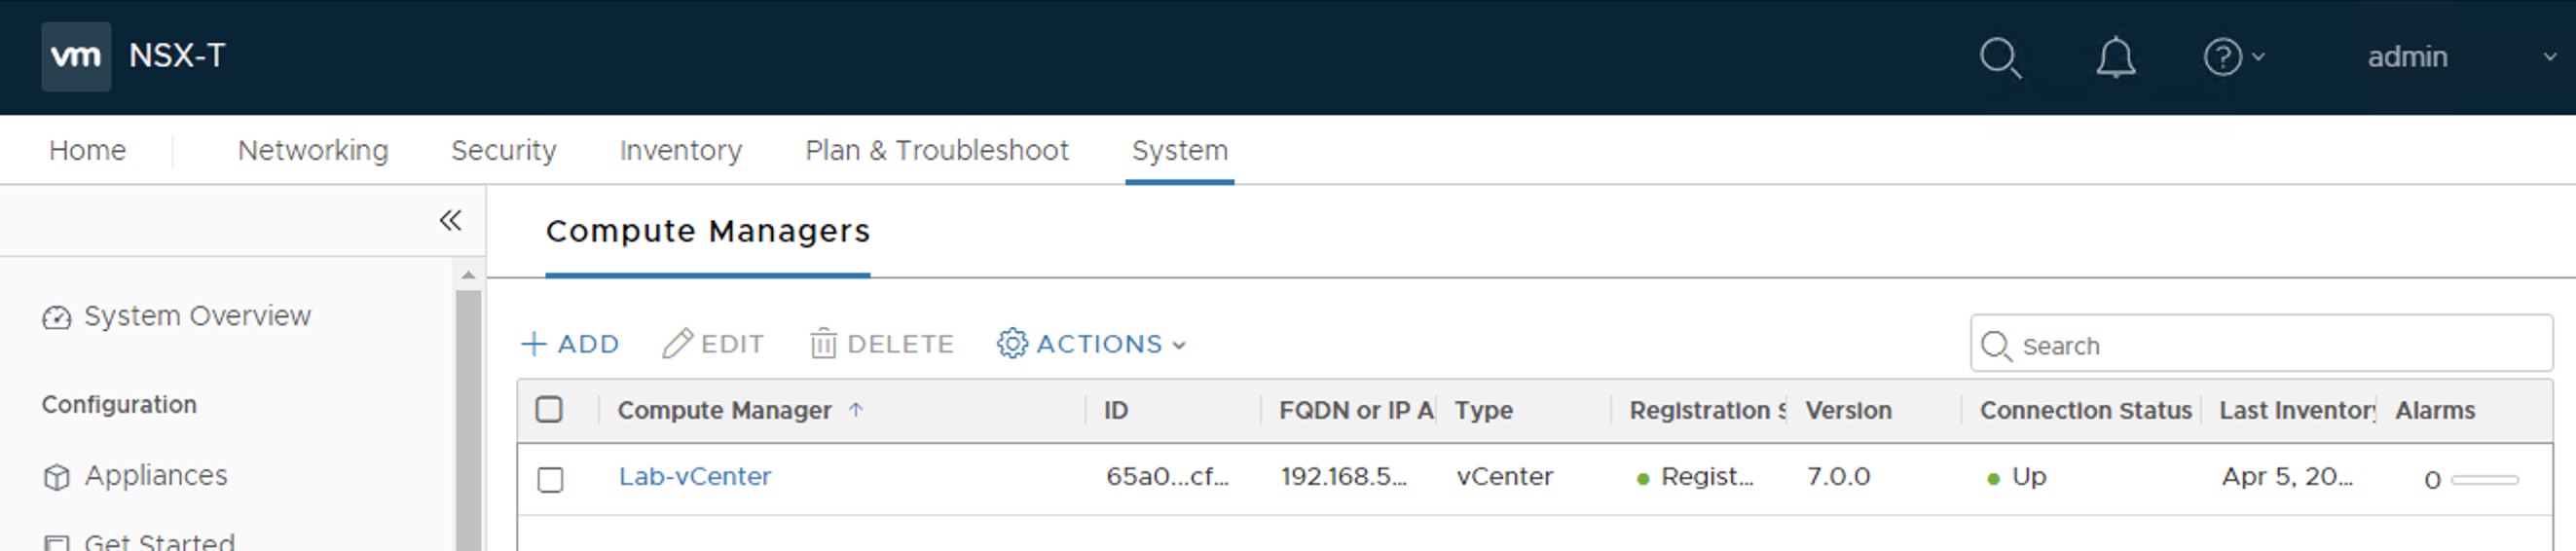 vm NSX-T admin
Home Networking Security Inventory Plan & Troubleshoot System
Compute Managers
System Overview
ADD EDIT DELETE ACTIONS Search
Configuration
Compute Manager ID FQDN or IP A Type Registration S Version Connection Status Last Inventory Alarms
Appliances
Lab-vCenter 65a0...cf... 192.168.5... vCenter Regist... 7.0.0 Up Apr 5, 20... 0
Get Started